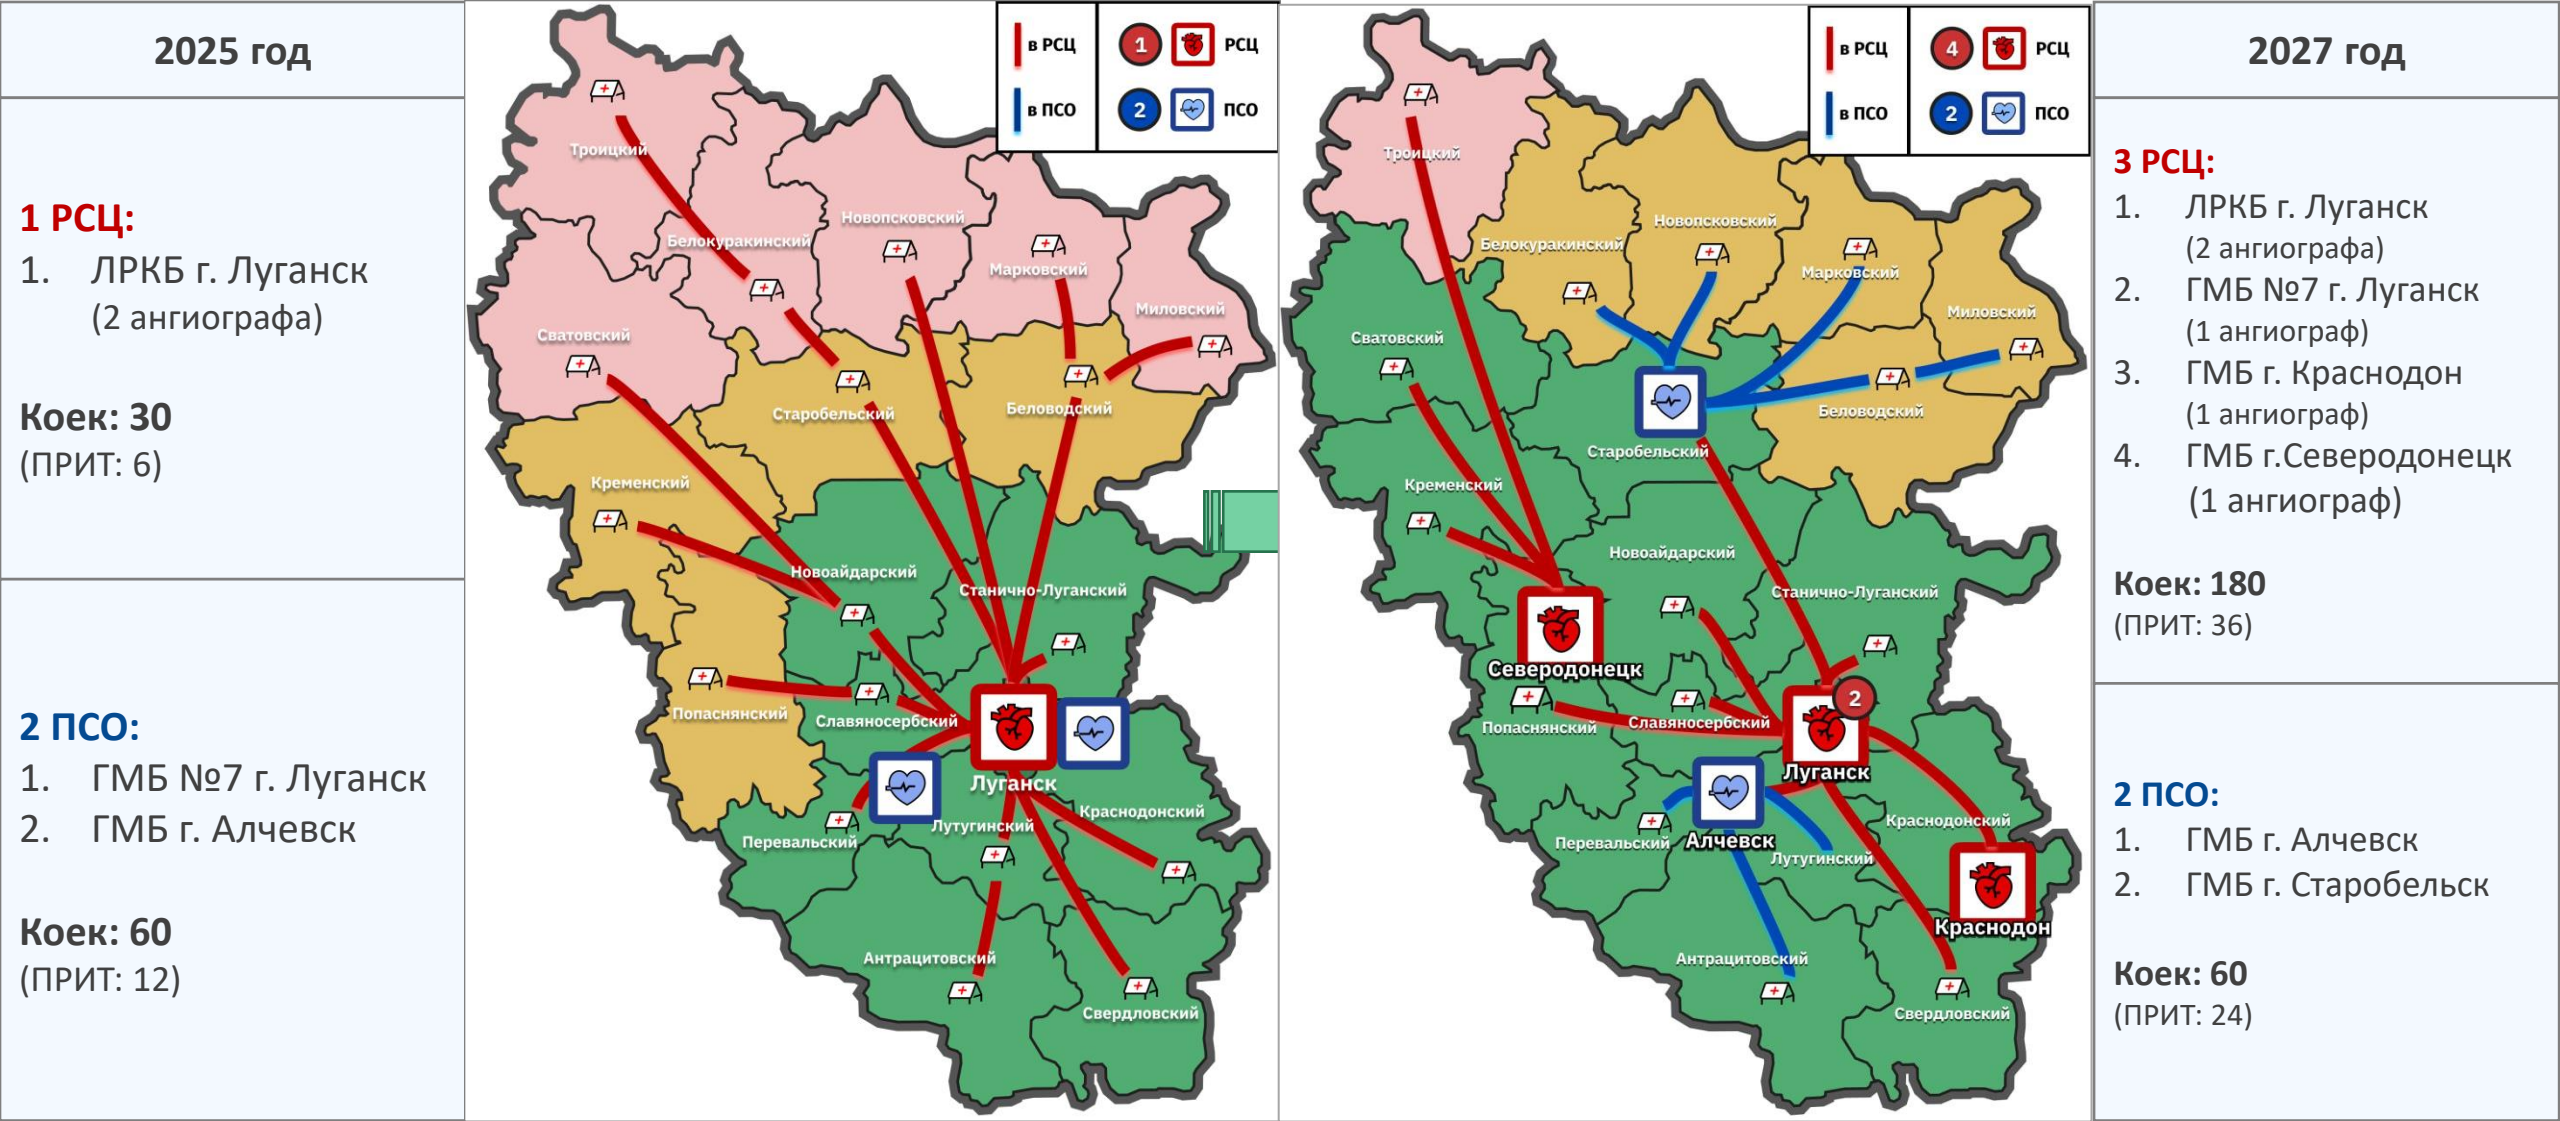 2025 год
1 РСЦ:
1. ЛРКБ г. Луганск
(2 ангиографа)
Коек: 30
(ПРИТ: 6)
2 ПСО:
1. ГМБ №7 г. Луганск
2. ГМБ г. Алчевск
Коек: 60
(ПРИТ: 12)
в РСЦ
1 РСЦ
в ПСО
2 ПСО
Троицкий
Белокуракинский
Новопсковский
Марковский
Миловский
Сватовский
Старобельский
Беловодский
Кременский
Новоайдарский
Станично-Луганский
Попаснянский
Славяносербский
Луганск
Краснодонский
Лутугинский
Перевальский
Антрацитовский
Свердловский
в РСЦ
4 РСЦ
в ПСО
2 ПСО
Троицкий
Новопсковский
Белокуракинский
Марковский
Миловский
Сватовский
Беловодский
Старобельский
Кременский
Новоайдарский
Станично-Луганский
Северодонецк
2
Попаснянский
Славяносербский
Луганск
Краснодонский
Перевальский
Алчевск
Лутугинский
Краснодон
Антрацитовский
Свердловский
2027 год
3 РСЦ:
1. ЛРКБ г. Луганск
(2 ангиографа)
2. ГМБ №7 г. Луганск
(1 ангиограф)
3. ГМБ г. Краснодон
(1 ангиограф)
4. ГМБ г.Северодонецк
(1 ангиограф)
Коек: 180
(ПРИТ: 36)
2 ПСО:
1. ГМБ г. Алчевск
2. ГМБ г. Старобельск
Коек: 60
(ПРИТ: 24)